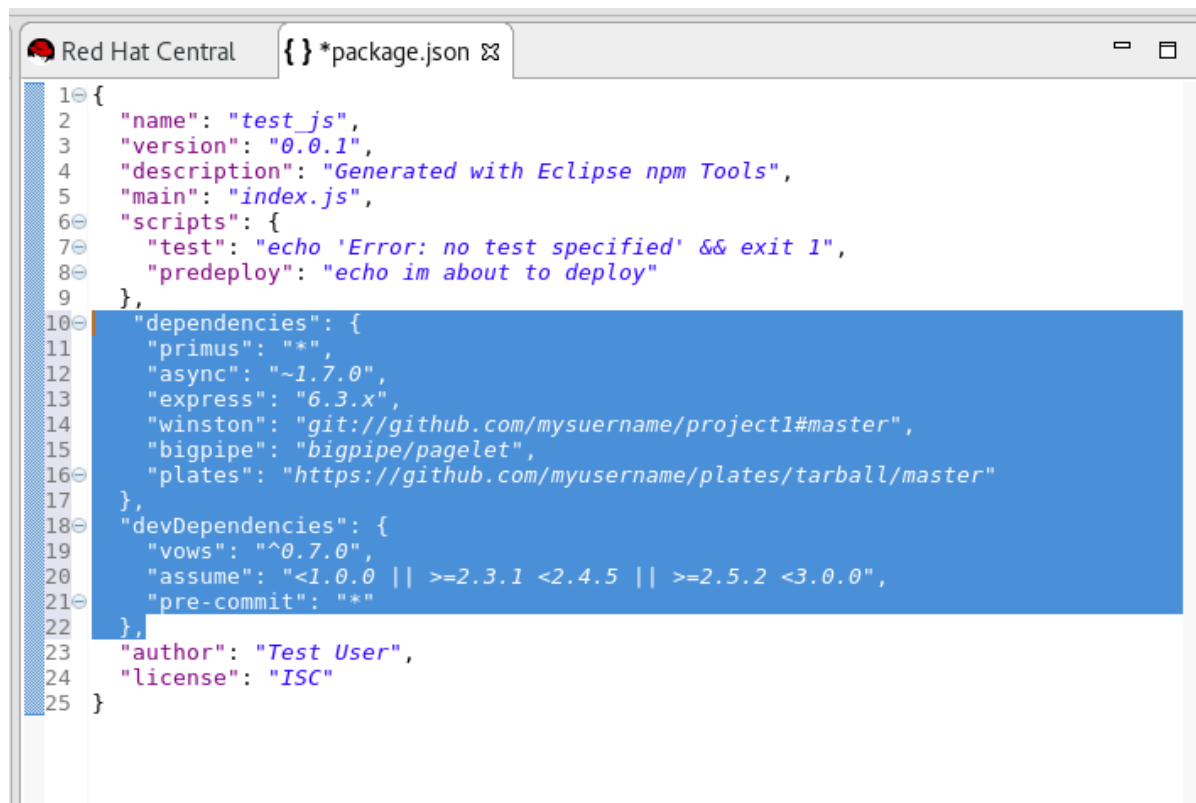 Red Hat Central {} *package.json
1 {
2 "name": "test_js",
3 "version": "0.0.1",
4 "description": "Generated with Eclipse npm Tools",
5 "main": "index.js",
6 "scripts": {
7 "test": "echo 'Error: no test specified' && exit 1",
8 "predeploy": "echo im about to deploy"
9 },
10 "dependencies": {
11 "primus": "*",
12 "async": "~1.7.0",
13 "express": "6.3.x",
14 "winston": "git://github.com/mysuername/project1#master",
15 "bigpipe": "bigpipe/pagelet",
16 "plates": "https://github.com/myusername/plates/tarball/master"
17 },
18 "devDependencies": {
19 "vows": "^0.7.0",
20 "assume": "<1.0.0 || >=2.3.1 <2.4.5 || >=2.5.2 <3.0.0",
21 "pre-commit": "*"
22 },
23 "author": "Test User",
24 "license": "ISC"
25 }